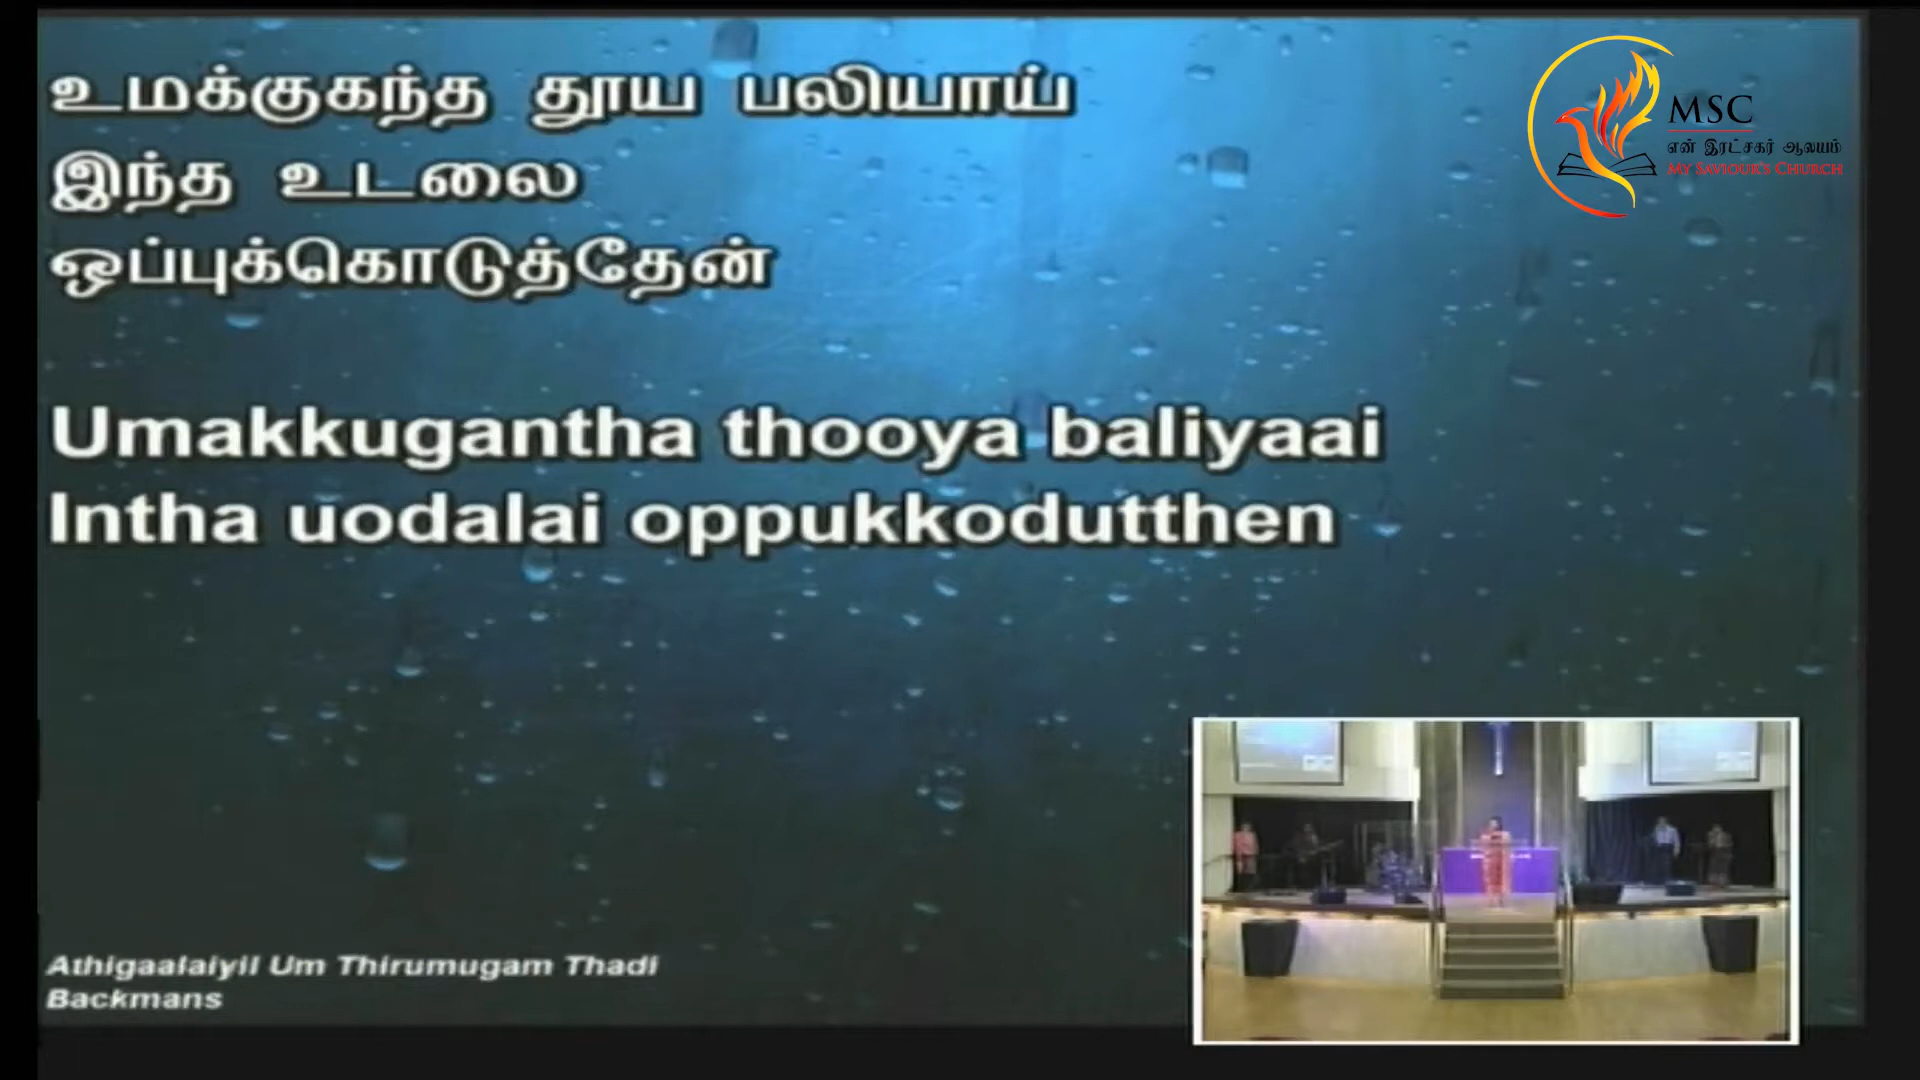 உமக்குகந்த தூய பலியாய்
இந்த உடலை
ஒப்புக்கொடுத்தேன்
Umakkugantha thooya baliyaai
Intha uodalai oppukkodutthen
Athigaalaiyil Um Thirumugam Thadi
Backmans
MSC
என் இரட்சகர் ஆலயம்
MY SAVIOUR'S CHURCH